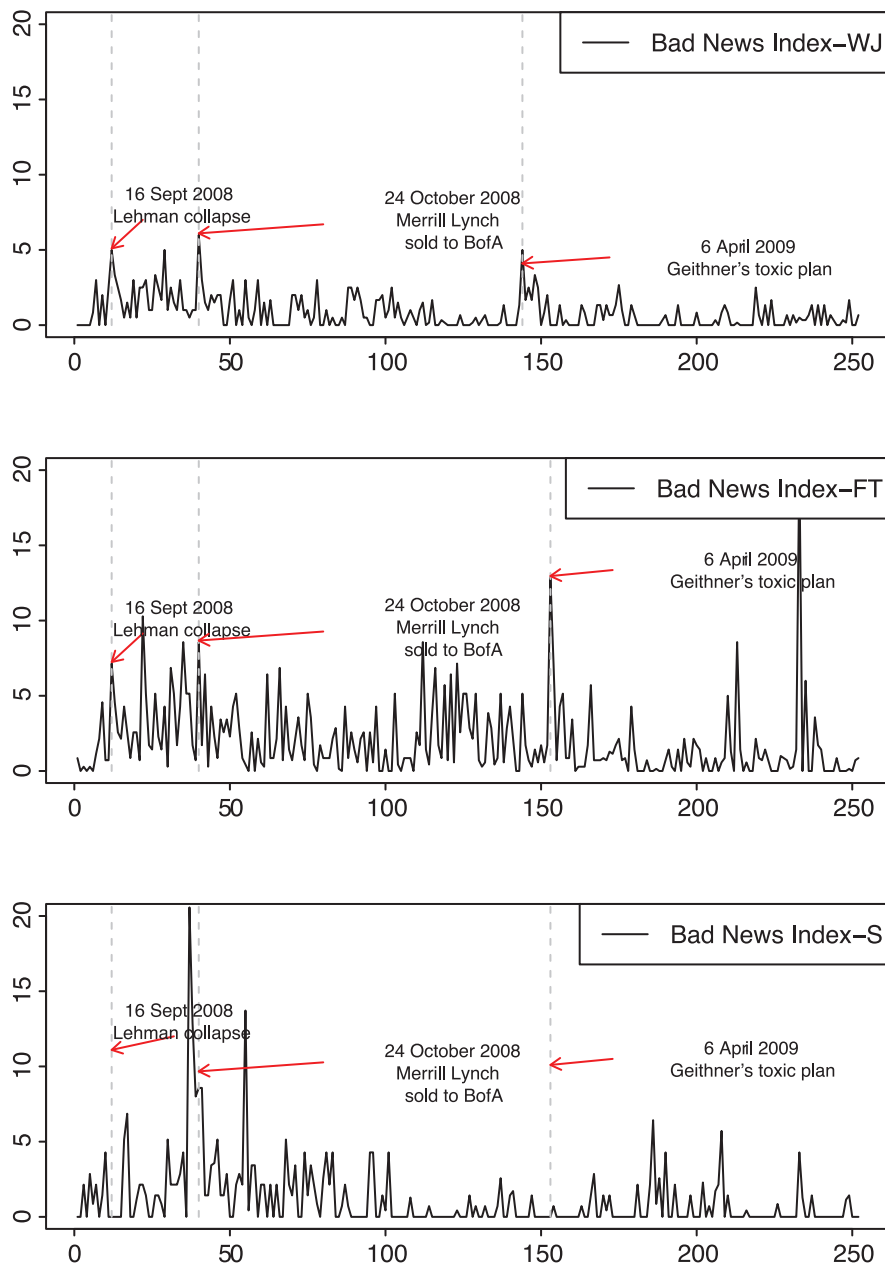 20
15
10
5
0
Bad News Index–WJ
16 Sept 2008
Lehman collapse
24 October 2008
Merrill Lynch
sold to BofA
6 April 2009
Geithner's toxic plan
0 50 100 150 200 250
20
15
10
5
0
Bad News Index–FT
16 Sept 2008
Lehman collapse
24 October 2008
Merrill Lynch
sold to BofA
6 April 2009
Geithner's toxic plan
0 50 100 150 200 250
20
15
10
5
0
Bad News Index–S
16 Sept 2008
Lehman collapse
24 October 2008
Merrill Lynch
sold to BofA
6 April 2009
Geithner's toxic plan
0 50 100 150 200 250